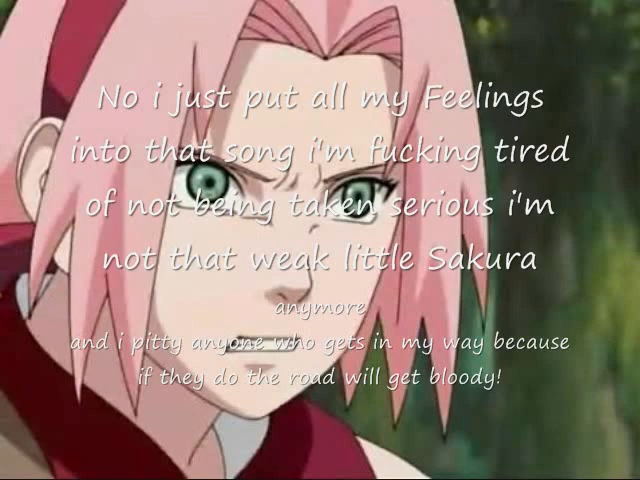 No i just put all my Feelings
into that song i'm fucking tired
of not being taken serious i'm
not that weak little Sakura
anymore
and i pitty anyone who gets in my way because
if they do the road will get bloody!